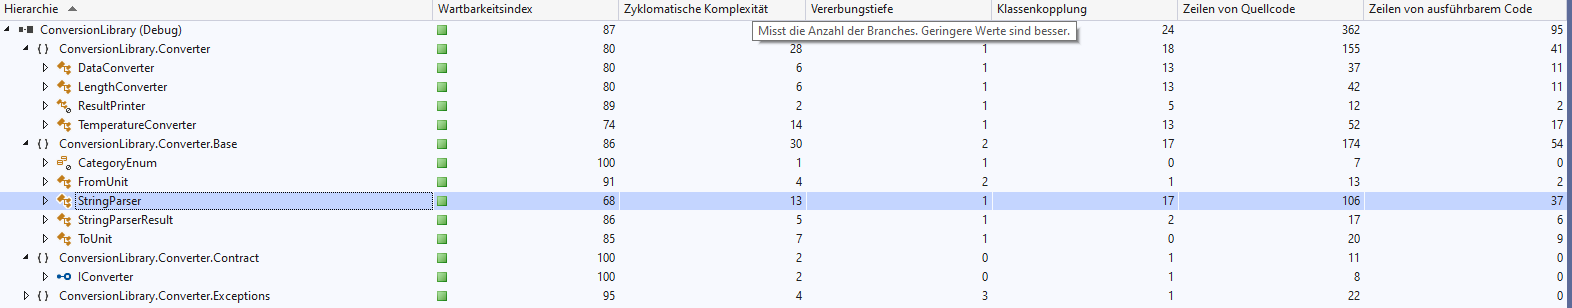 Hierarchie Wartbarkeitsindex Zyklomatische Komplexität Vererbungstiefe Klassenkopplung Zeilen von Quellcode Zeilen von ausführbarem Code
ConversionLibrary (Debug) 87 24 362 95
Misst die Anzahl der Branches. Geringere Werte sind besser.
{ } ConversionLibrary.Converter 80 28 1 18 155 41
DataConverter 80 6 1 13 37 11
LengthConverter 80 6 1 13 42 11
ResultPrinter 89 2 1 5 12 2
TemperatureConverter 74 14 1 13 52 17
{ } ConversionLibrary.Converter.Base 86 30 2 17 174 54
CategoryEnum 100 1 1 0 7 0
FromUnit 91 4 2 1 13 2
StringParser 68 13 1 17 106 37
StringParserResult 86 5 1 2 17 6
ToUnit 85 7 1 0 20 9
{ } ConversionLibrary.Converter.Contract 100 2 0 1 11 0
IConverter 100 2 0 1 8 0
{ } ConversionLibrary.Converter.Exceptions 95 4 3 1 22 0